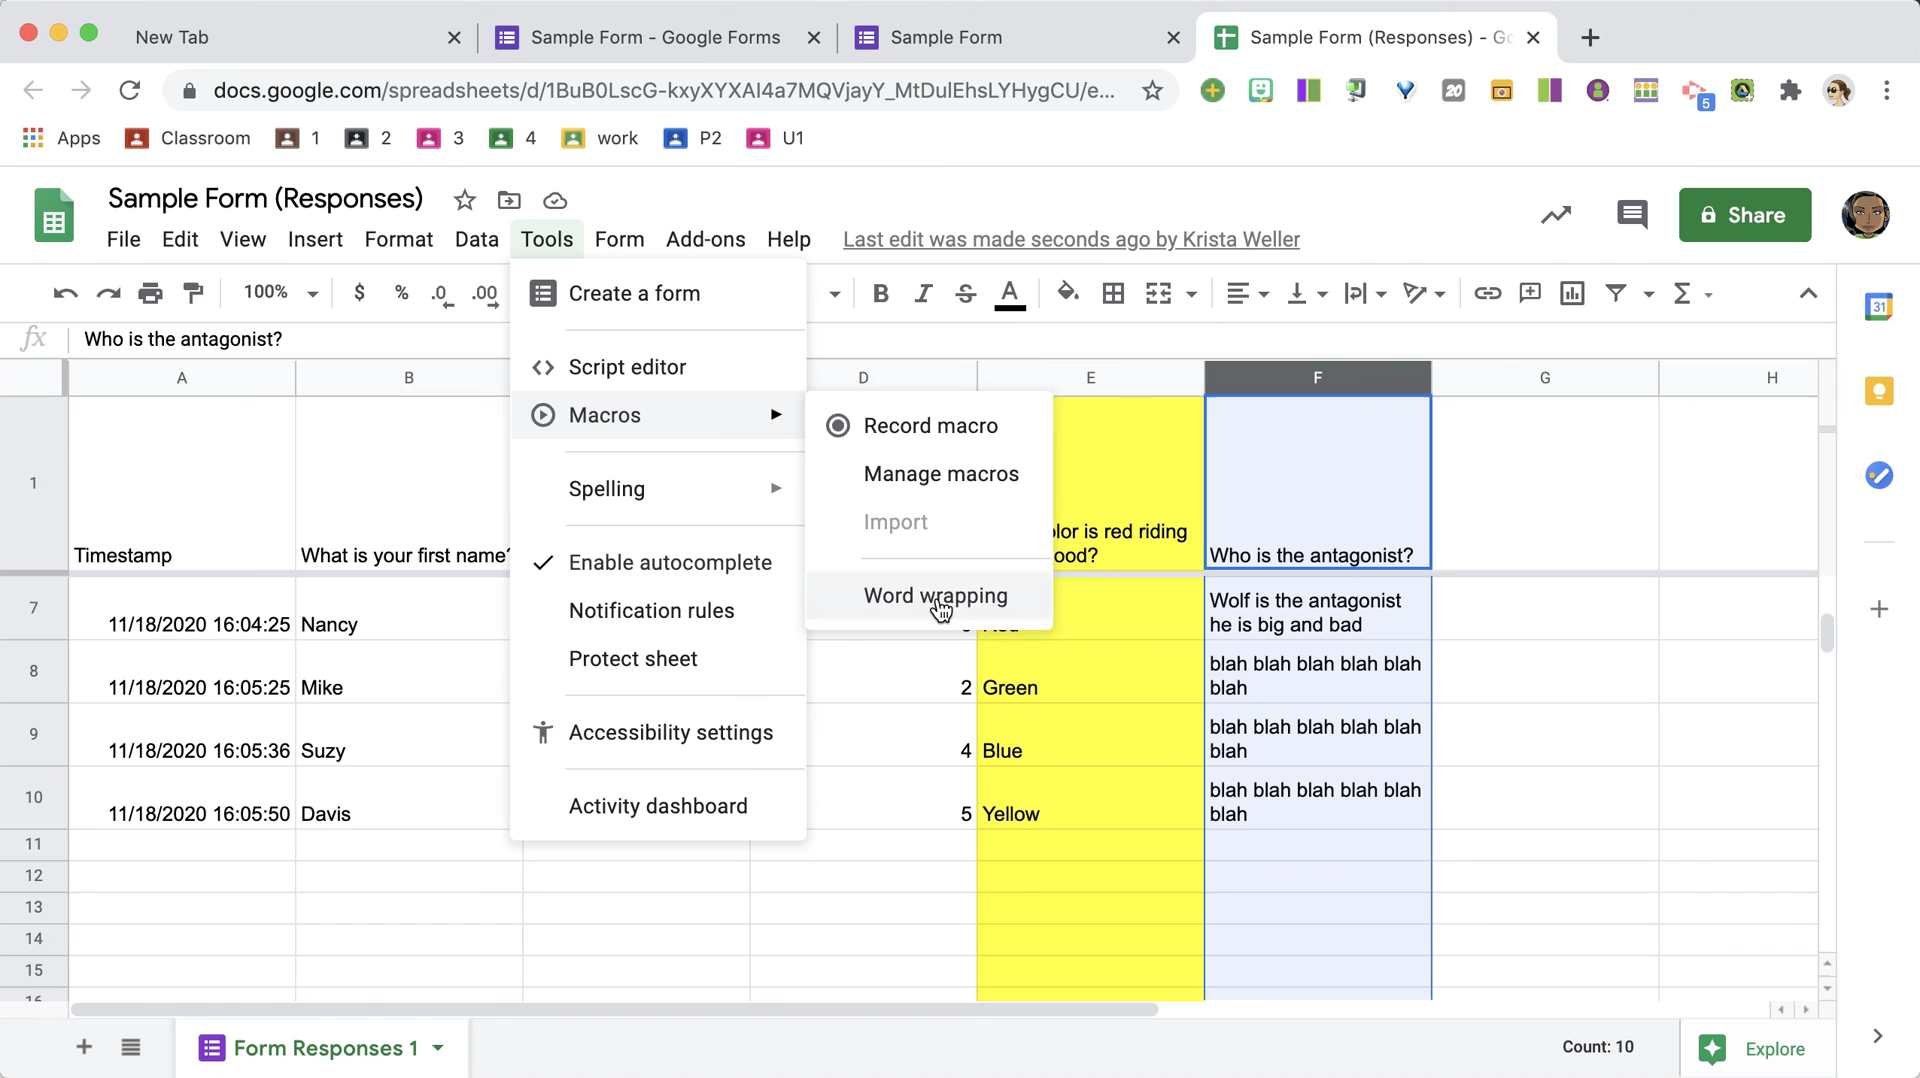 New Tab
Sample Form - Google Forms
Sample Form
Sample Form (Responses) - Go
docs.google.com/spreadsheets/d/1BuB0LscG-kxyXYXAI4a7MQVjayY_MtDulEhsLYHygCU/e...
20
5
Apps
Classroom
1
2
3
4
work
P2
U1
Sample Form (Responses)
Share
File Edit View Insert Format Data Tools Form Add-ons Help
Last edit was made seconds ago by Krista Weller
100%
$ % .0 .00
B I S A
31
fx
Who is the antagonist?
A B D E F G H
1
Timestamp
What is your first name?
lor is red riding
ood?
Who is the antagonist?
7
11/18/2020 16:04:25 Nancy
Wolf is the antagonist
he is big and bad
8
11/18/2020 16:05:25 Mike
2 Green
blah blah blah blah blah
blah
9
11/18/2020 16:05:36 Suzy
4 Blue
blah blah blah blah blah
blah
10
11/18/2020 16:05:50 Davis
5 Yellow
blah blah blah blah blah
blah
11
12
13
14
15
16
Create a form
Script editor
Macros
Spelling
Enable autocomplete
Notification rules
Protect sheet
Accessibility settings
Activity dashboard
Record macro
Manage macros
Import
Word wrapping
Form Responses 1
Count: 10
Explore